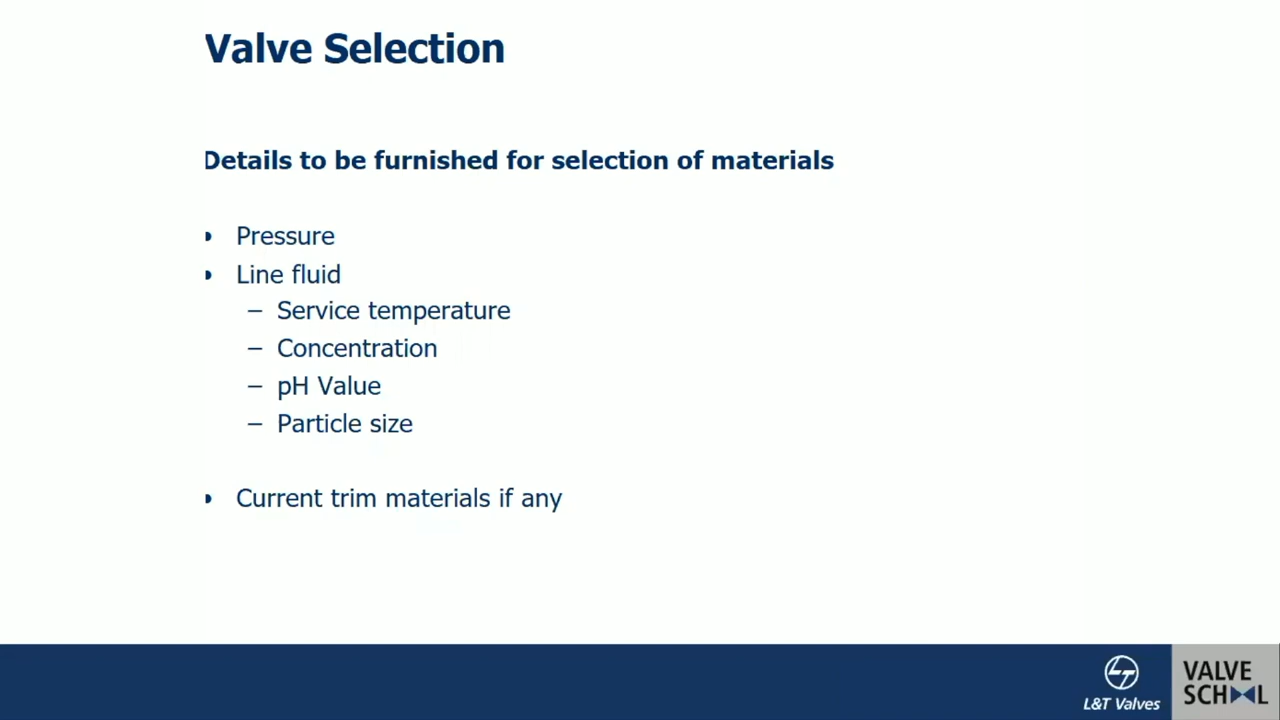 Valve Selection
Details to be furnished for selection of materials
• Pressure
• Line fluid
– Service temperature
– Concentration
– pH Value
– Particle size
• Current trim materials if any
L&T Valves
VALVE
SCHOOL